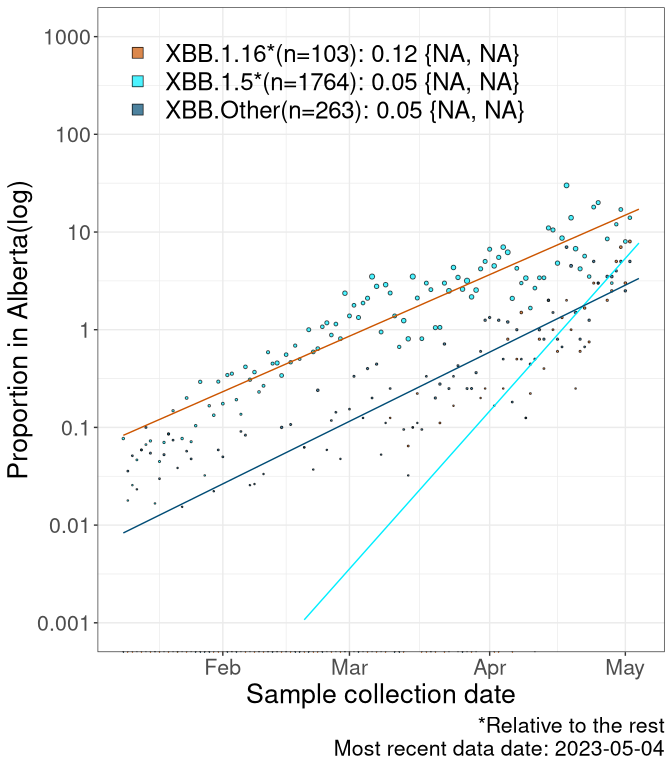 1000
100
10
1
0.1
0.01
0.001
Proportion in Alberta(log)
XBB.1.16*(n=103): 0.12 {NA, NA}
XBB.1.5*(n=1764): 0.05 {NA, NA}
XBB.Other(n=263): 0.05 {NA, NA}
Feb Mar Apr May
Sample collection date
*Relative to the rest
Most recent data date: 2023-05-04